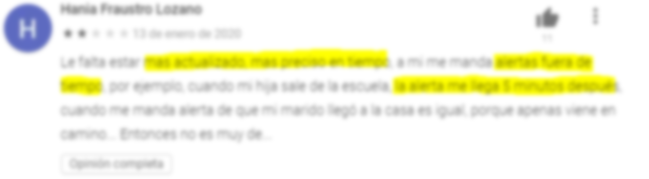 H
Hania Fraustro Lozano
13 de enero de 2020
11
Le falta estar mas actualizado, mas preciso en tiempo, a mi me manda alertas fuera de
tiempo, por ejemplo, cuando mi hija sale de la escuela, la alerta me llega 5 minutos después,
cuando me manda alerta de que mi marido llegó a la casa es igual, porque apenas viene en
camino... Entonces no es muy de...
Opinión completa